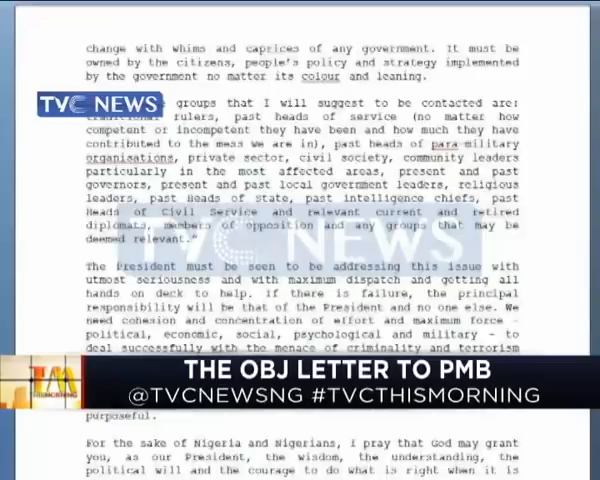 change with whims and caprices of any government. It must be
owned by the citizens, people's policy and strategy implemented
by the government no matter its colour and leaning.
TVC NEWS
groups that I will suggest to be contacted are:
traditional rulers, past heads of service (no matter how
competent or incompetent they have been and how much they have
contributed to the mess we are in), past heads of para-military
organisations, private sector, civil society, community leaders
particularly in the most affected areas, present and past
governors, present and past local government leaders, religious
leaders, past Heads of State, past intelligence chiefs, past
Heads of Civil Service and relevant current and retired
diplomats, members of opposition and any groups that may be
deemed relevant."
TVC NEWS
The President must be seen to be addressing this issue with
utmost seriousness and with maximum dispatch and getting all
hands on deck to help. If there is failure, the principal
responsibility will be that of the President and no one else. We
need cohesion and concentration of effort and maximum force -
political, economic, social, psychological and military - to
deal successfully with the menace of criminality and terrorism
THE OBJ LETTER TO PMB
@TVCNEWSNG #TVCTHISMORNING
purposeful.
For the sake of Nigeria and Nigerians, I pray that God may grant
you, as our President, the wisdom, the understanding, the
political will and the courage to do what is right when it is